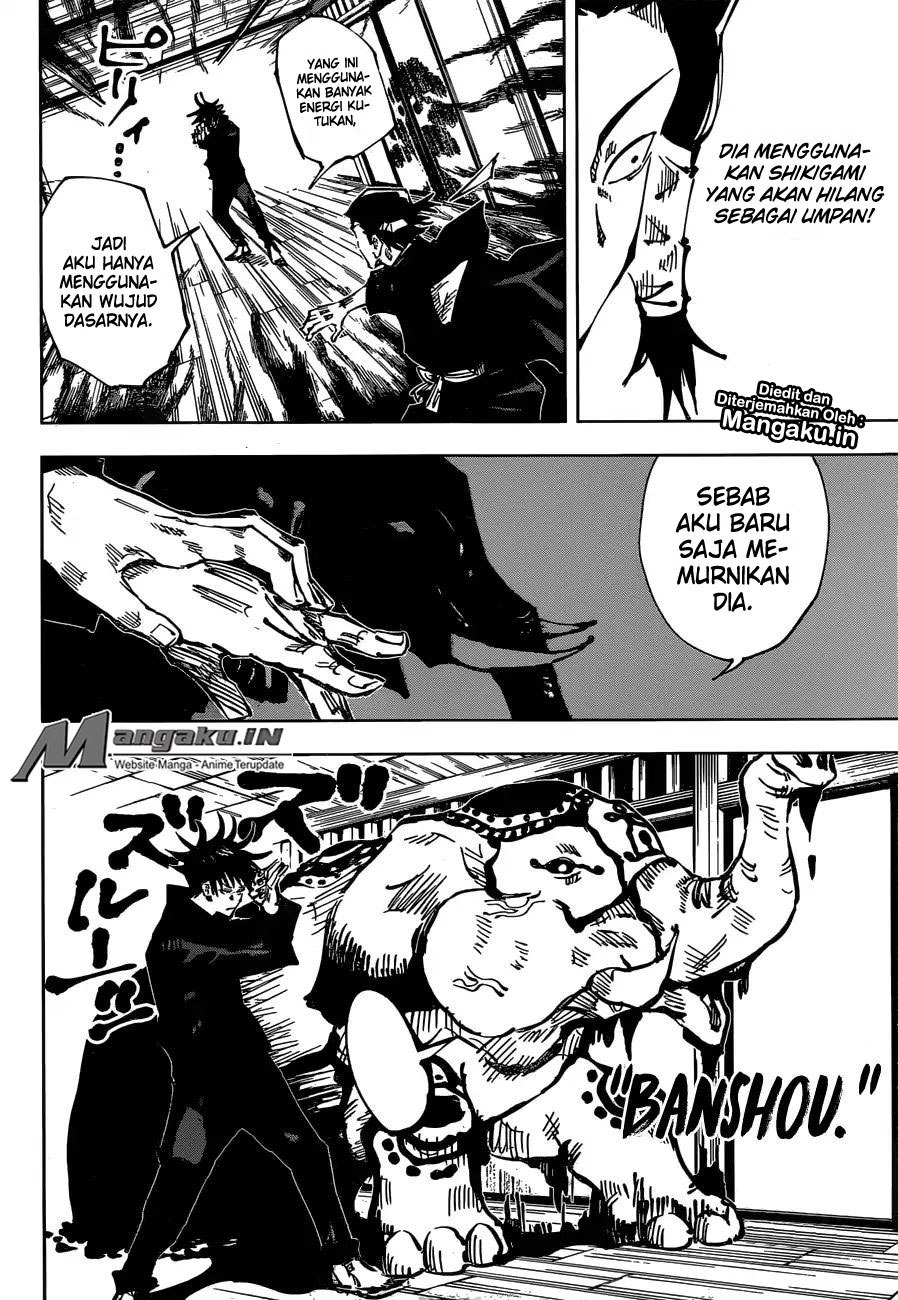 DIA MENGGUNA-
KAN SHIKIGAMI
YANG AKAN HILANG
SEBAGAI UMPAN!
YANG INI
MENGGUNA-
KAN BANYAK
ENERGI KU-
TUKAN,
ピリィ…
JADI
AKU HANYA
MENGGUNA-
KAN WUJUD
DASARNYA.
Diedit dan
Diterjemahkan Oleh :
Mangaku.in
SEBAB
AKU BARU
SAJA ME-
MURNIKAN
DIA.
Mangaku.IN
Website Manga - Anime Terupdate
ズズルー!!
"BANSHOU."